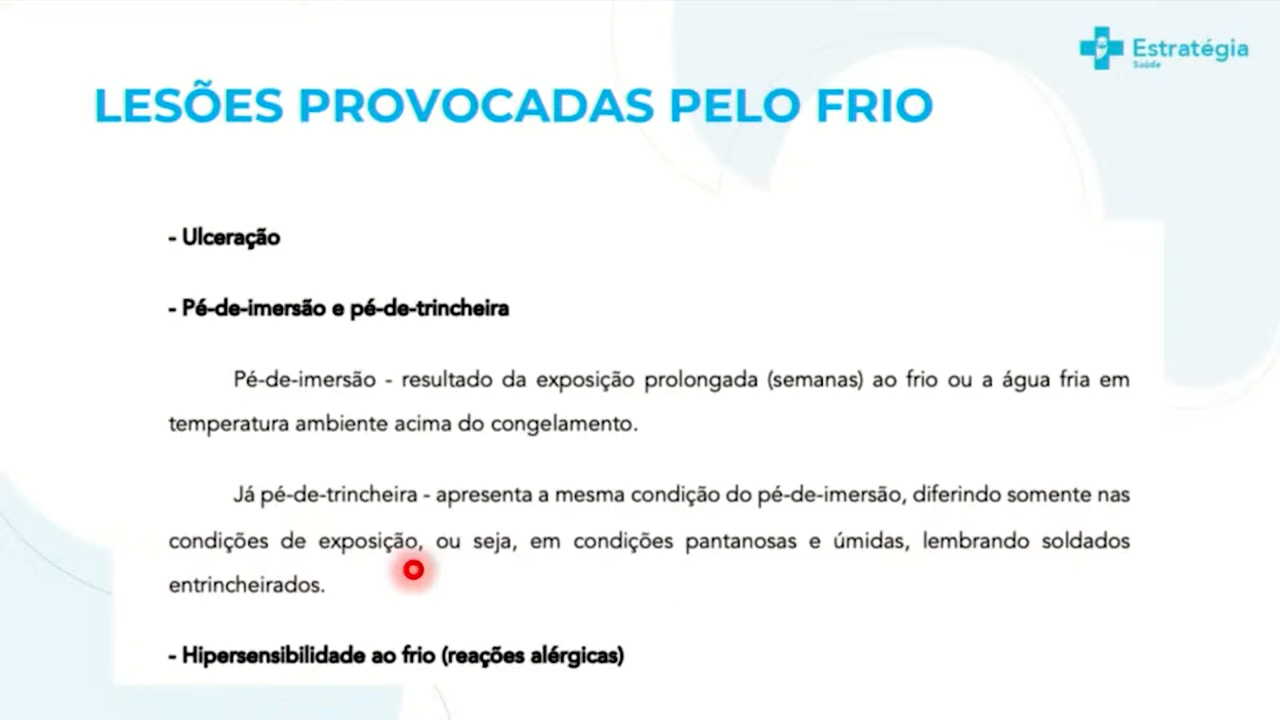 Estratégia
Saúde
LESÕES PROVOCADAS PELO FRIO
- Ulceração
- Pé-de-imersão e pé-de-trincheira
Pé-de-imersão - resultado da exposição prolongada (semanas) ao frio ou a água fria em
temperatura ambiente acima do congelamento.
Já pé-de-trincheira - apresenta a mesma condição do pé-de-imersão, diferindo somente nas
condições de exposição, ou seja, em condições pantanosas e úmidas, lembrando soldados
entrincheirados.
- Hipersensibilidade ao frio (reações alérgicas)